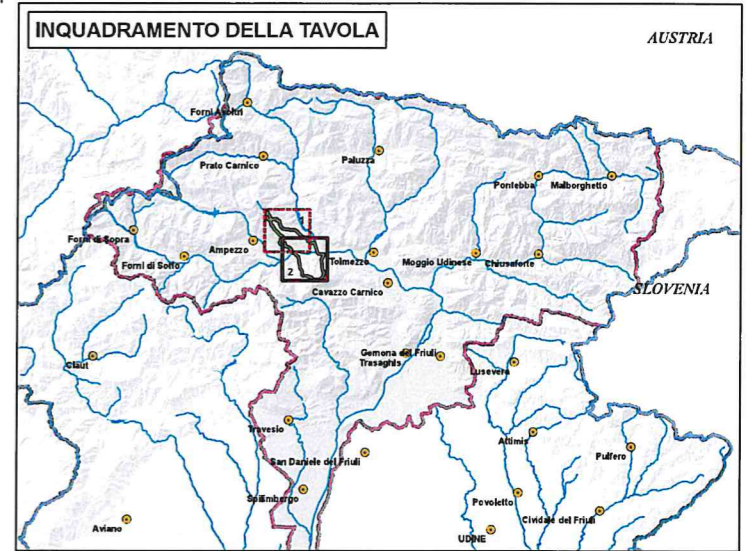 INQUADRAMENTO DELLA TAVOLA
AUSTRIA
Forni Avoltri
Prato Carnico
Paluzza
Pontebba
Malborghetto
1
Forni di Sopra
Forni di Sotto
Ampezzo
2
Tolmezzo
Moggio Udinese
Chiusaforte
Cavazzo Carnico
SLOVENIA
Claut
Gemona del Friuli
Trasaghis
Lusevera
Travesio
Attimis
San Daniele del Friuli
Pulfero
Spilimbergo
Povoletto
Aviano
UDINE
Cividale del Friuli